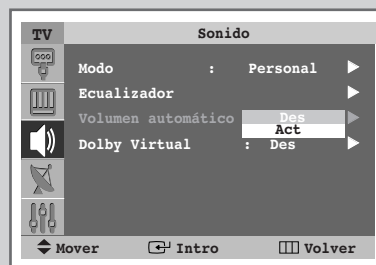 TV Sonido
Modo : Personal
Ecualizador
Volumen automático Des
Act
Dolby Virtual : Des
Mover Intro Volver